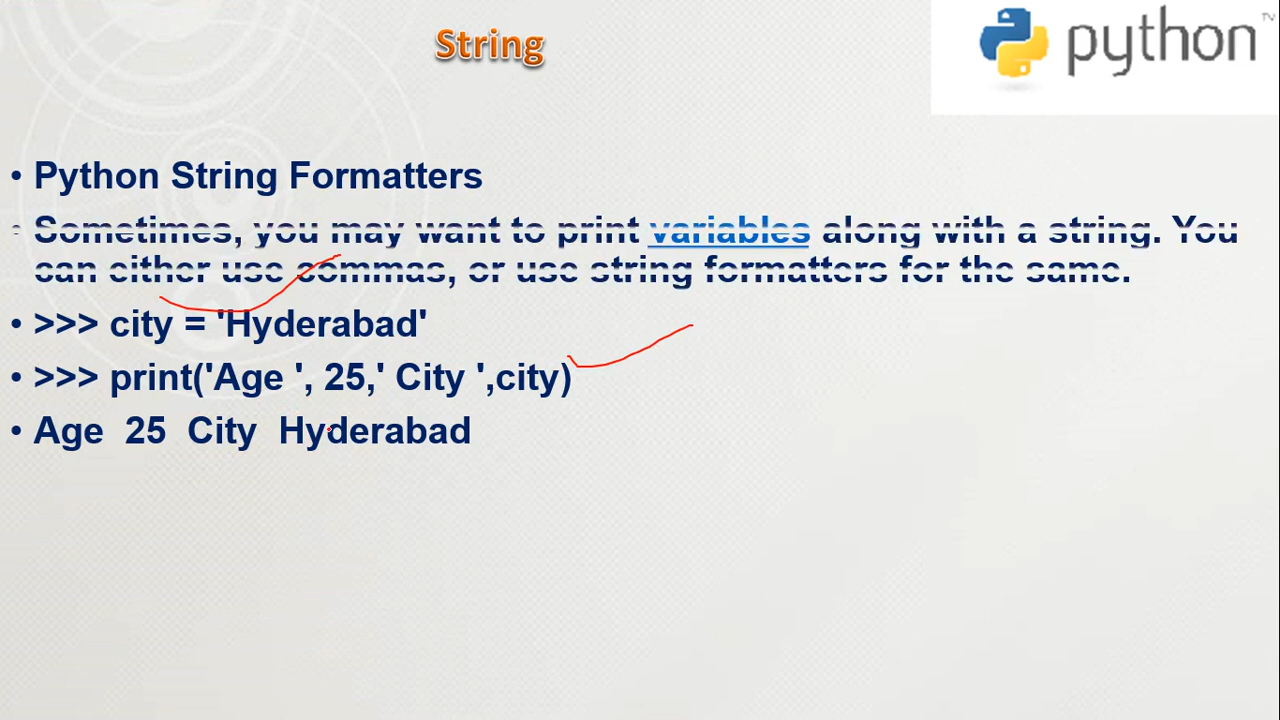 String
python
TV
• Python String Formatters
• Sometimes, you may want to print variables along with a string. You
can either use commas, or use string formatters for the same.
• >>> city = 'Hyderabad'
• >>> print('Age ', 25,' City ',city)
• Age  25  City  Hyderabad